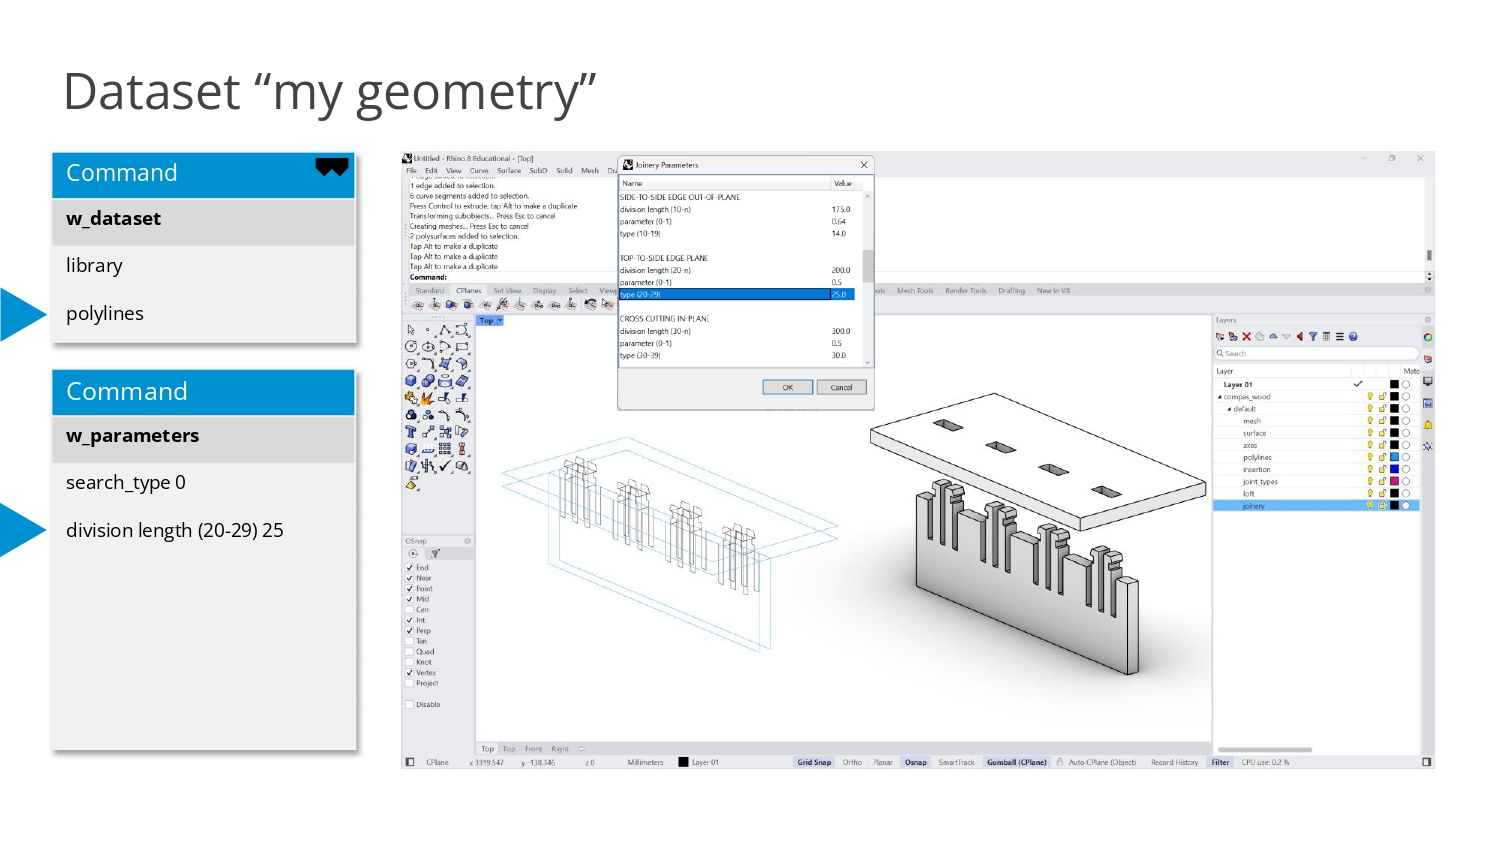 Dataset “my geometry”
Command
w_dataset
library
polylines
Command
w_parameters
search_type 0
division length (20-29) 25
Untitled - Rhino 8 Educational - [Top]
File Edit View Curve Surface SubD Solid Mesh
1 edge added to selection.
6 curve segments added to selection.
Press Control to extrude, tap Alt to make a duplicate
Transforming subobjects... Press Esc to cancel
Creating meshes... Press Esc to cancel
2 polysurfaces added to selection.
Tap Alt to make a duplicate
Tap Alt to make a duplicate
Tap Alt to make a duplicate
Command:
Standard CPlanes Set View Display Select
Mesh Tools Render Tools Drafting New in V8
Joinery Parameters
Name Value
SIDE-TO-SIDE EDGE OUT-OF-PLANE
division length (10-n) 175.0
parameter (0-1) 0.64
type (10-19) 14.0
TOP-TO-SIDE EDGE PLANE
division length (20-n) 200.0
parameter (0-1) 0.5
type (20-29) 25.0
CROSS CUTTING IN-PLANE
division length (30-n) 300.0
parameter (0-1) 0.5
type (30-39) 30.0
OK Cancel
Top
OSnap
End
Near
Point
Mid
Cen
Int
Perp
Tan
Quad
Knot
Vertex
Project
Disable
Layers
Search
Layer Mate
Layer 01
compas_wood
default
mesh
surface
axes
polylines
insertion
joint_types
loft
joinery
Top Top Front Right
CPlane x 3319.547 y -138.346 z 0 Millimeters Layer 01 Grid Snap Ortho Planar Osnap SmartTrack Gumball (CPlane) Auto CPlane (Object) Record History Filter CPU use: 0.2 %